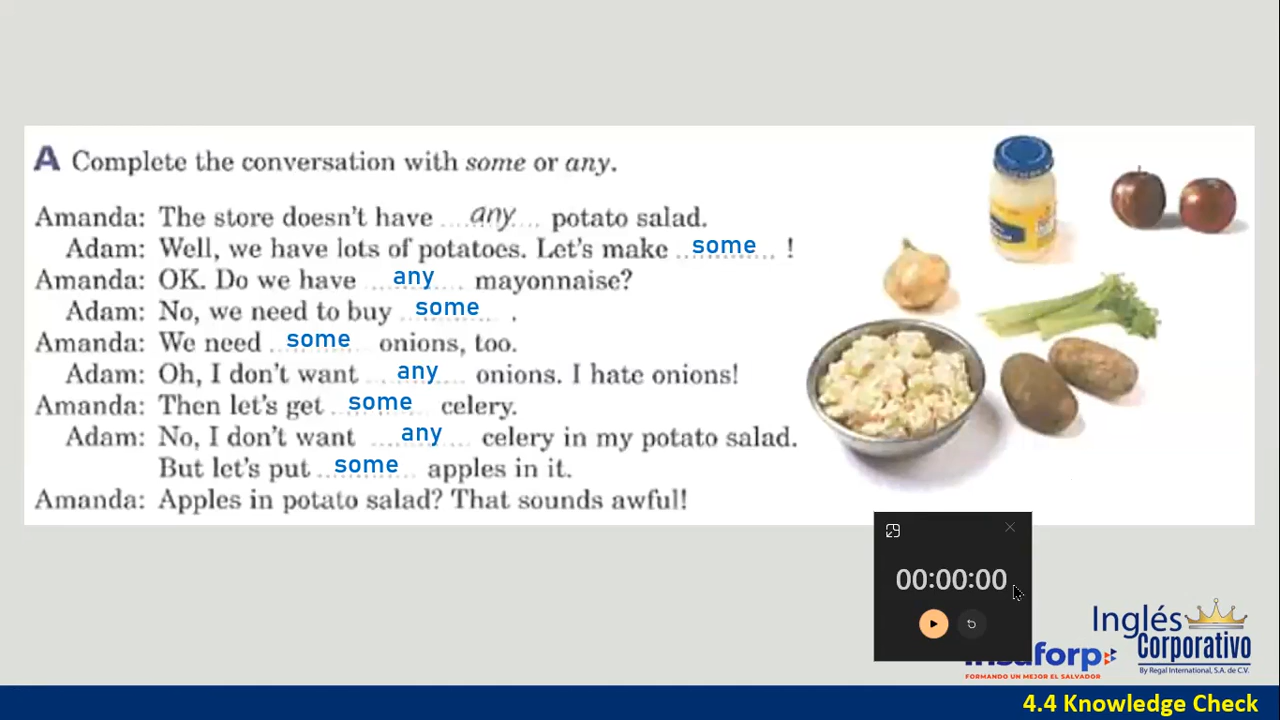 A Complete the conversation with some or any.
Amanda: The store doesn't have any potato salad.
Adam: Well, we have lots of potatoes. Let's make some !
Amanda: OK. Do we have any mayonnaise?
Adam: No, we need to buy some .
Amanda: We need some onions, too.
Adam: Oh, I don't want any onions. I hate onions!
Amanda: Then let's get some celery.
Adam: No, I don't want any celery in my potato salad.
But let's put some apples in it.
Amanda: Apples in potato salad? That sounds awful!
00:00:00
Inglés
Corporativo
By Regal International, S.A. de C.V.
FORMANDO UN MEJOR EL SALVADOR
4.4 Knowledge Check